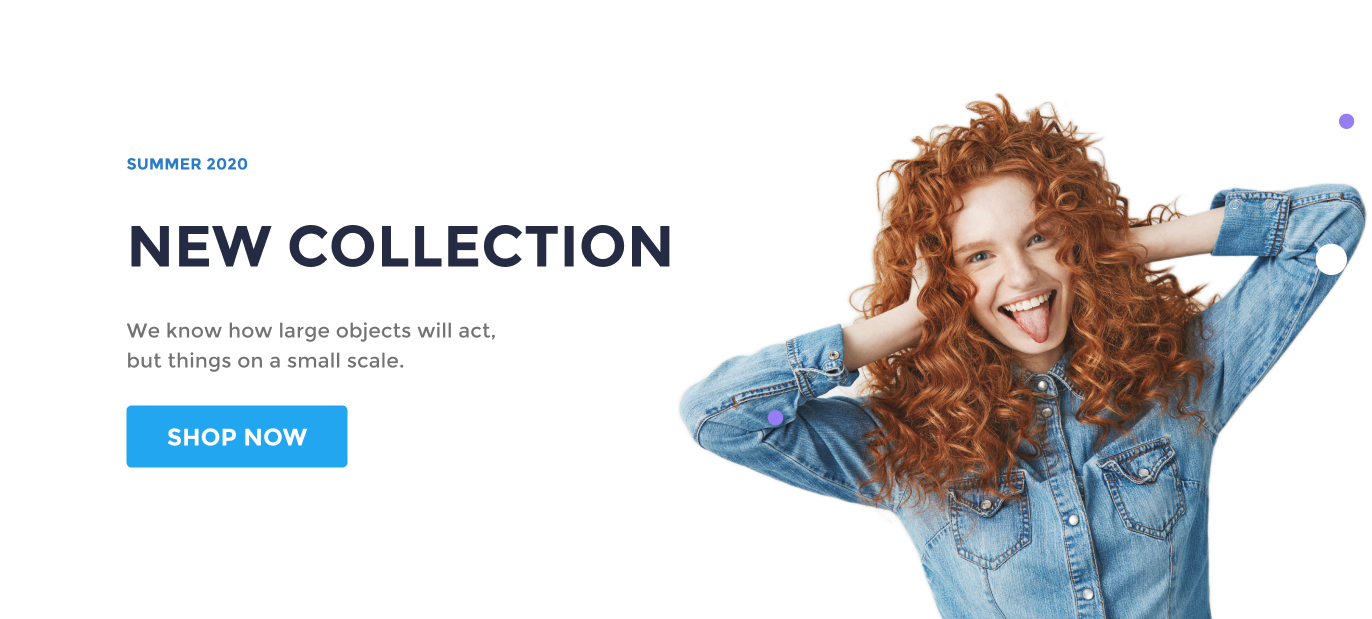 SUMMER 2020
NEW COLLECTION
We know how large objects will act,
but things on a small scale.
SHOP NOW